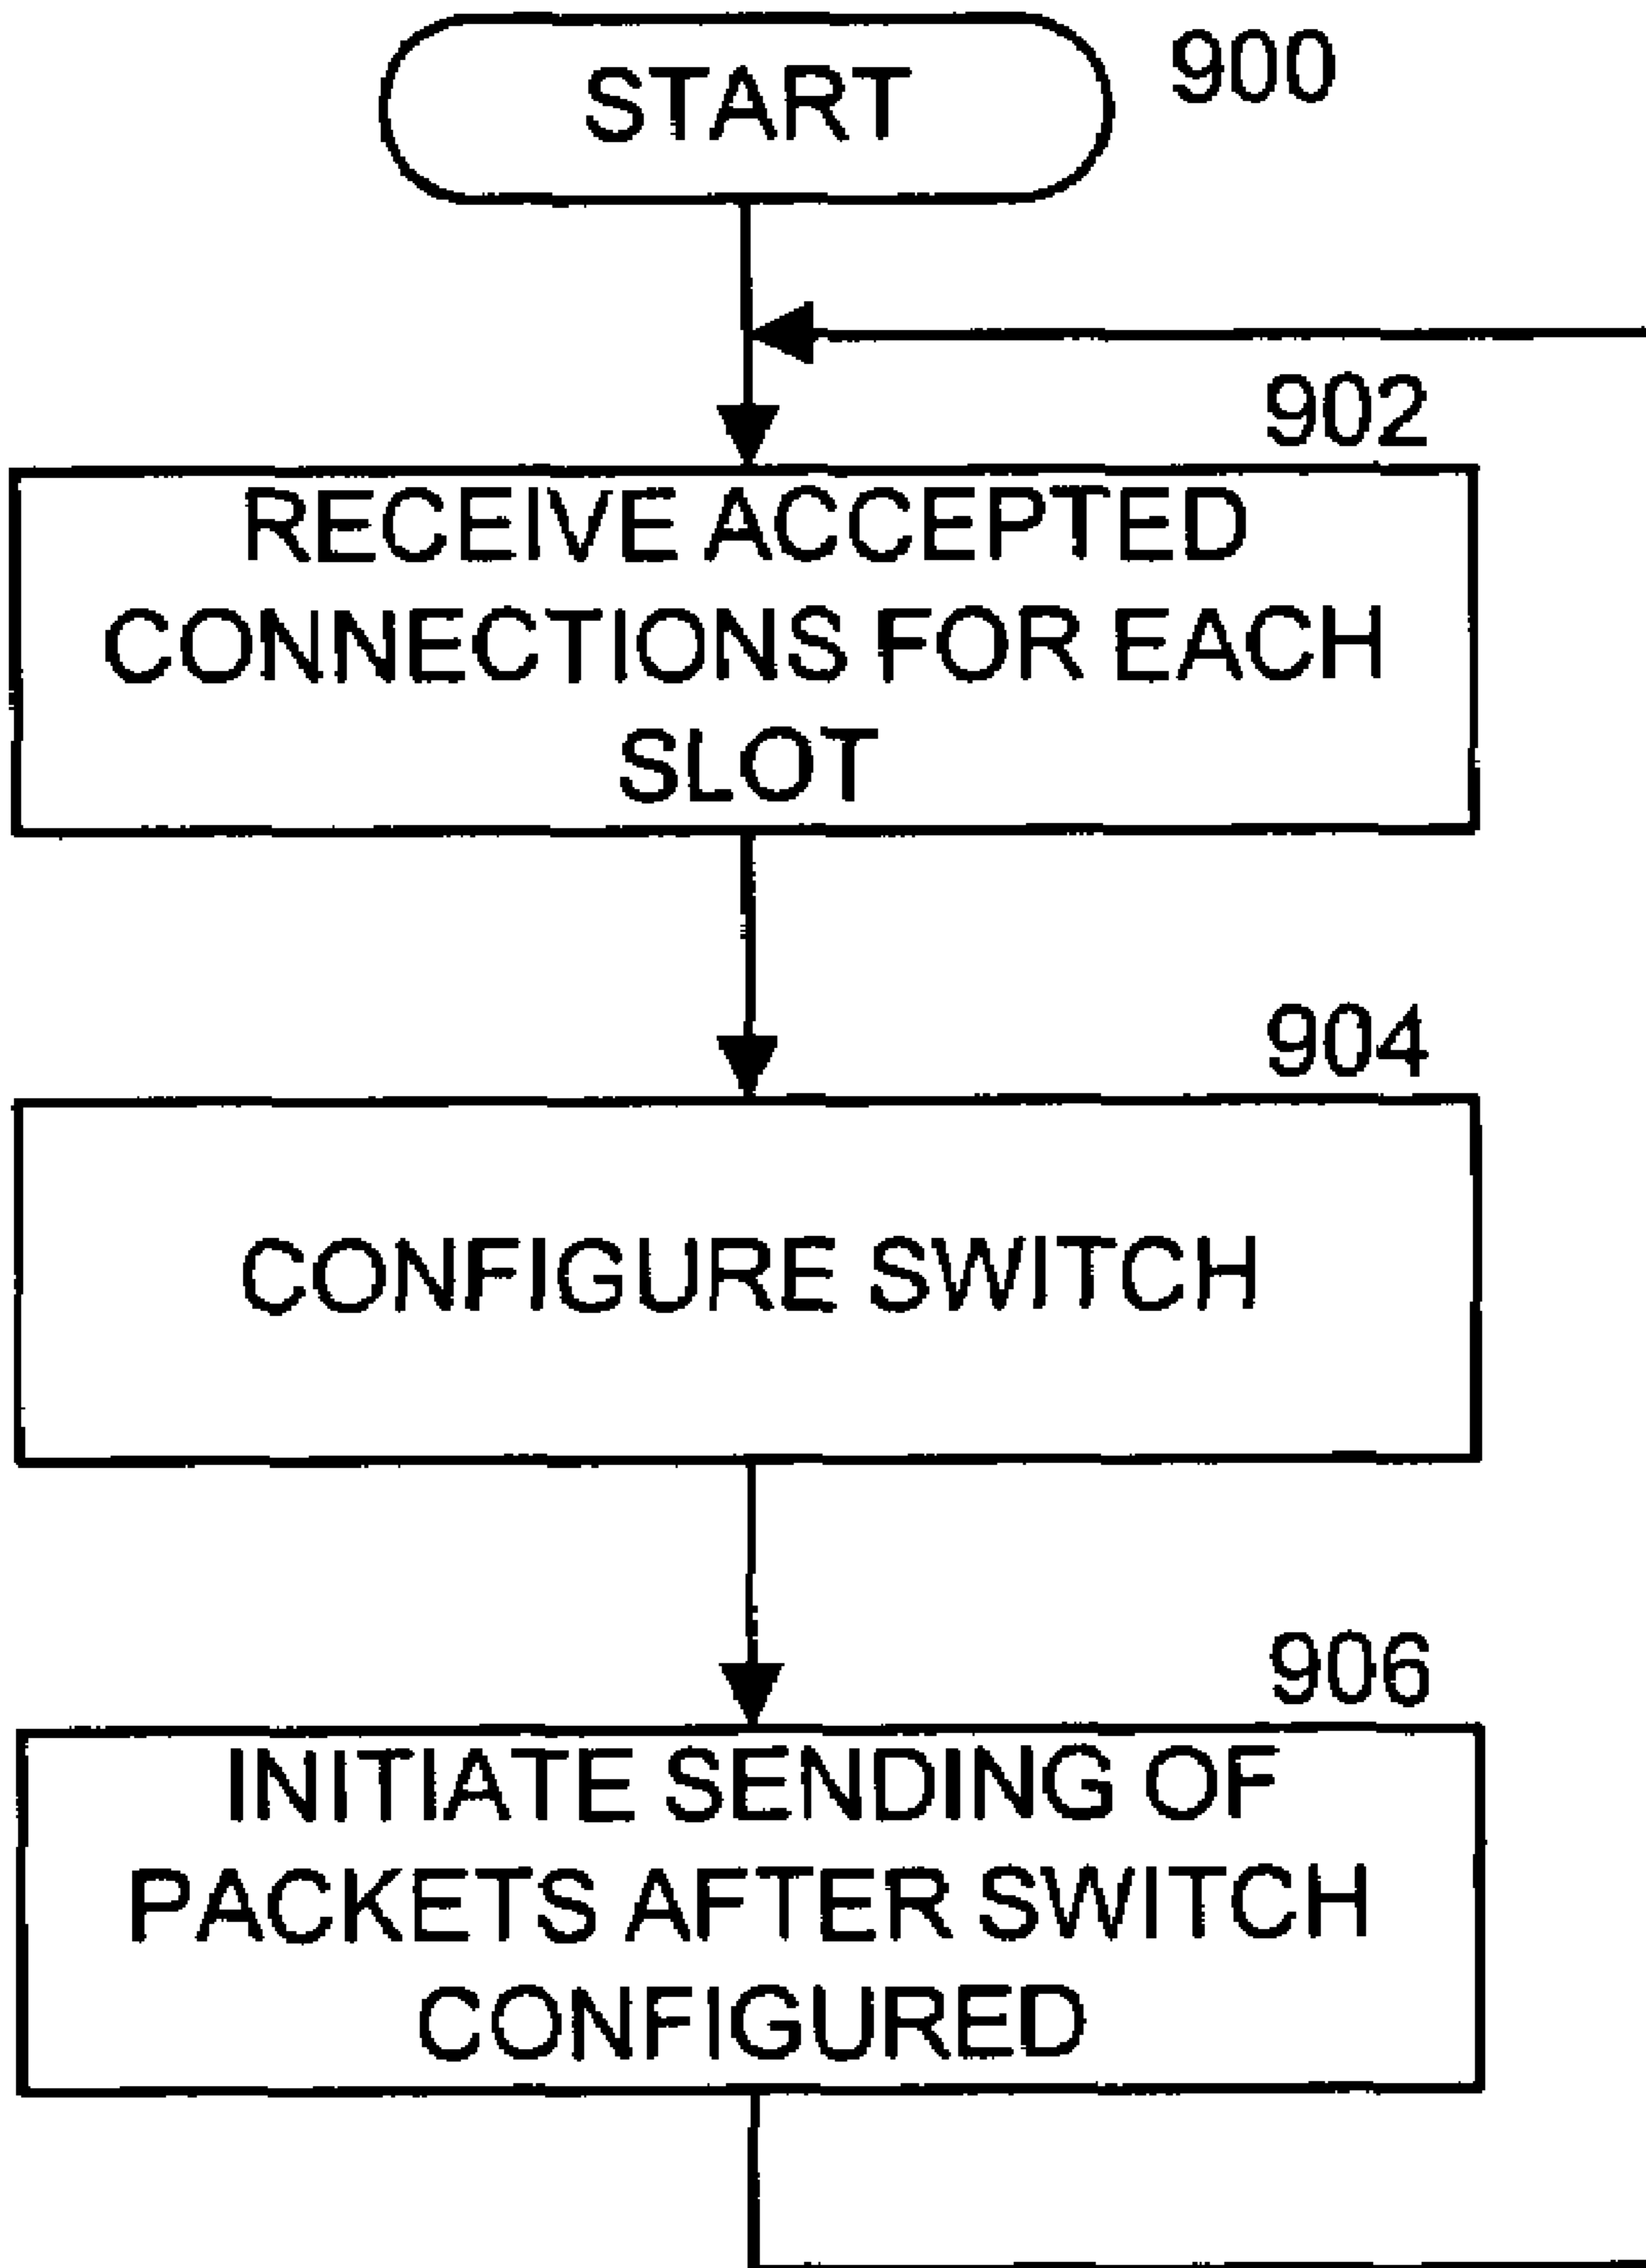 START
900
902
RECEIVE ACCEPTED
CONNECTIONS FOR EACH
SLOT
904
CONFIGURE SWITCH
906
INITIATE SENDING OF
PACKETS AFTER SWITCH
CONFIGURED